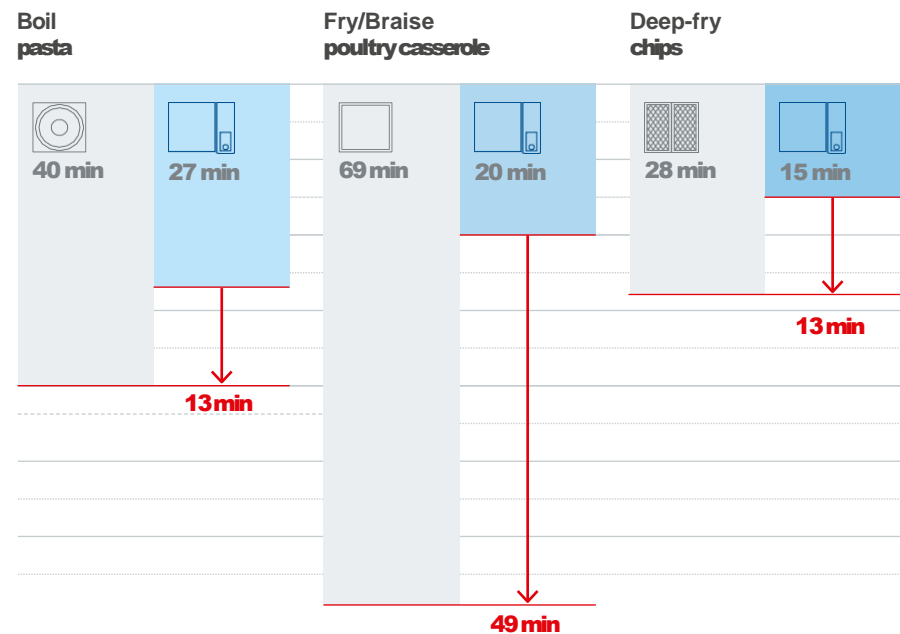 Boil
pasta
Fry/Braise
poultry casserole
Deep-fry
chips
40 min
27 min
69 min
20 min
28 min
15 min
13 min
13 min
49 min